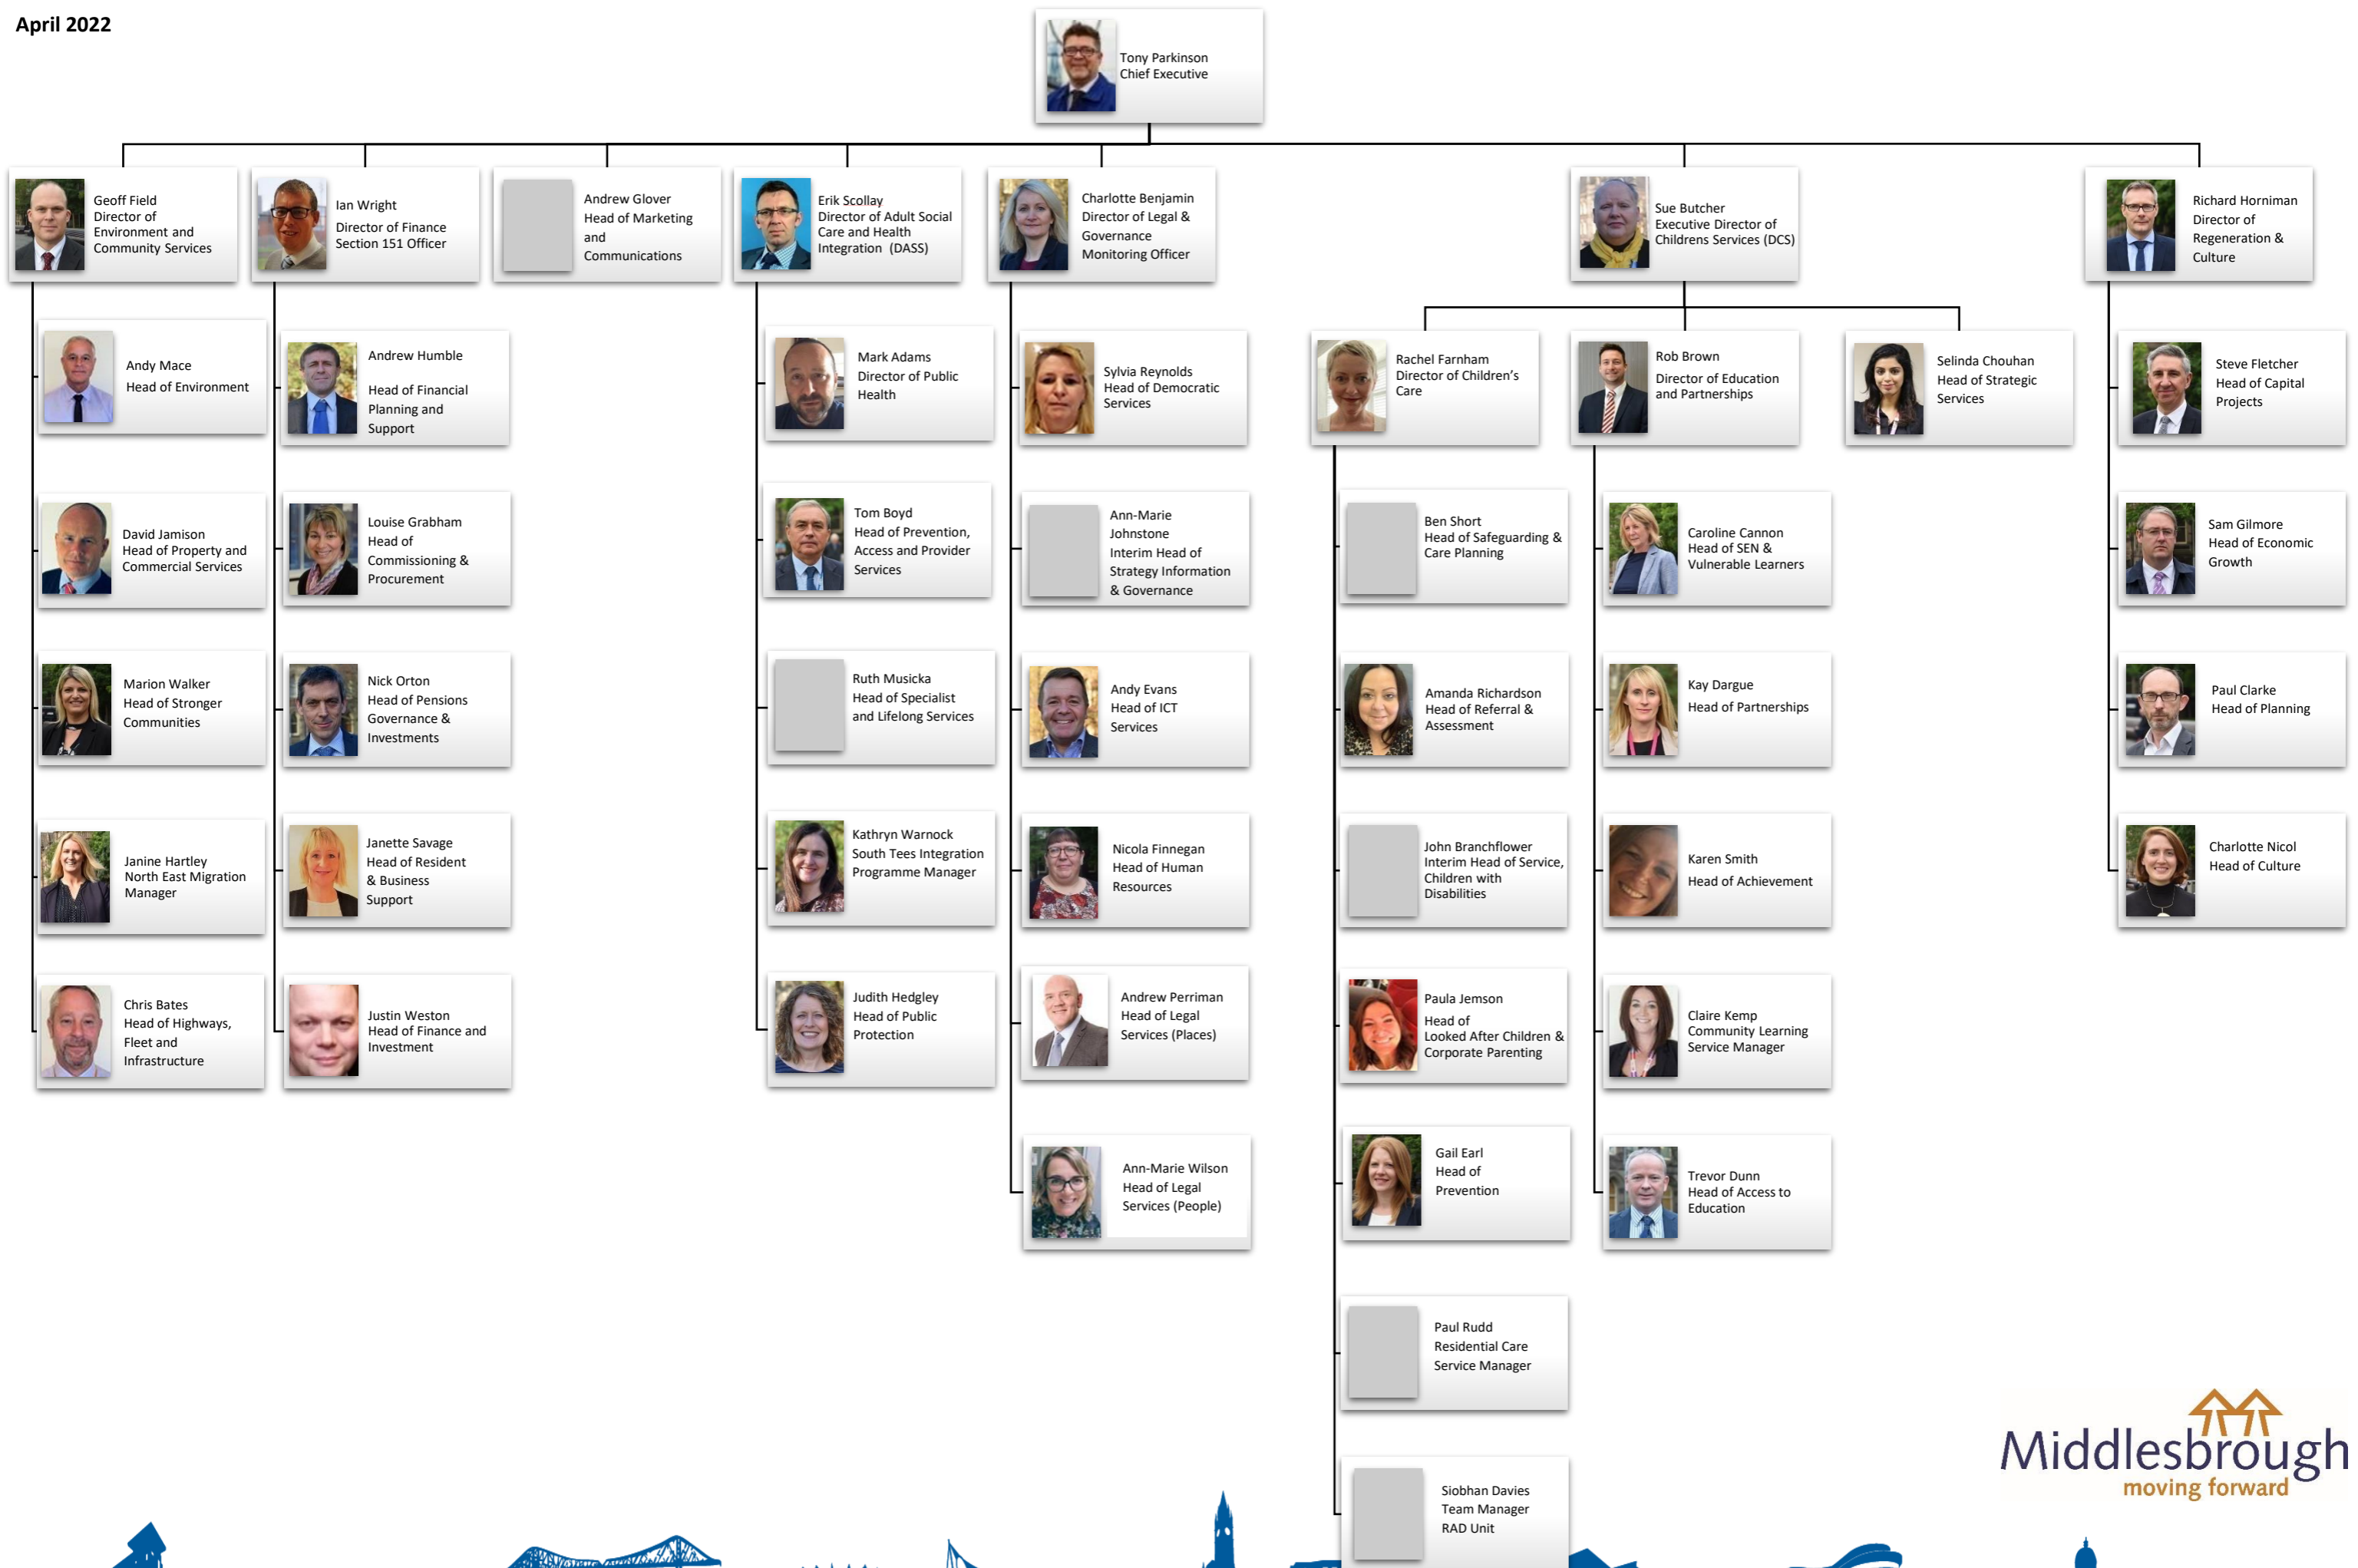 April 2022
Tony Parkinson
Chief Executive
Geoff Field
Director of
Environment and
Community Services
Ian Wright
Director of Finance
Section 151 Officer
Andrew Glover
Head of Marketing
and
Communications
Erik Scollay
Director of Adult Social
Care and Health
Integration (DASS)
Charlotte Benjamin
Director of Legal &
Governance
Monitoring Officer
Sue Butcher
Executive Director of
Childrens Services (DCS)
Richard Horniman
Director of
Regeneration &
Culture
Andy Mace
Head of Environment
David Jamison
Head of Property and
Commercial Services
Marion Walker
Head of Stronger
Communities
Janine Hartley
North East Migration
Manager
Chris Bates
Head of Highways,
Fleet and
Infrastructure
Andrew Humble
Head of Financial
Planning and
Support
Louise Grabham
Head of
Commissioning &
Procurement
Nick Orton
Head of Pensions
Governance &
Investments
Janette Savage
Head of Resident
& Business
Support
Justin Weston
Head of Finance and
Investment
Mark Adams
Director of Public
Health
Tom Boyd
Head of Prevention,
Access and Provider
Services
Ruth Musicka
Head of Specialist
and Lifelong Services
Kathryn Warnock
South Tees Integration
Programme Manager
Judith Hedgley
Head of Public
Protection
Sylvia Reynolds
Head of Democratic
Services
Ann-Marie
Johnstone
Interim Head of
Strategy Information
& Governance
Andy Evans
Head of ICT
Services
Nicola Finnegan
Head of Human
Resources
Andrew Perriman
Head of Legal
Services (Places)
Ann-Marie Wilson
Head of Legal
Services (People)
Rachel Farnham
Director of Children’s
Care
Ben Short
Head of Safeguarding &
Care Planning
Amanda Richardson
Head of Referral &
Assessment
John Branchflower
Interim Head of Service,
Children with
Disabilities
Paula Jemson
Head of
Looked After Children &
Corporate Parenting
Gail Earl
Head of
Prevention
Paul Rudd
Residential Care
Service Manager
Siobhan Davies
Team Manager
RAD Unit
Rob Brown
Director of Education
and Partnerships
Caroline Cannon
Head of SEN &
Vulnerable Learners
Kay Dargue
Head of Partnerships
Karen Smith
Head of Achievement
Claire Kemp
Community Learning
Service Manager
Trevor Dunn
Head of Access to
Education
Selinda Chouhan
Head of Strategic
Services
Steve Fletcher
Head of Capital
Projects
Sam Gilmore
Head of Economic
Growth
Paul Clarke
Head of Planning
Charlotte Nicol
Head of Culture
Middlesbrough
moving forward